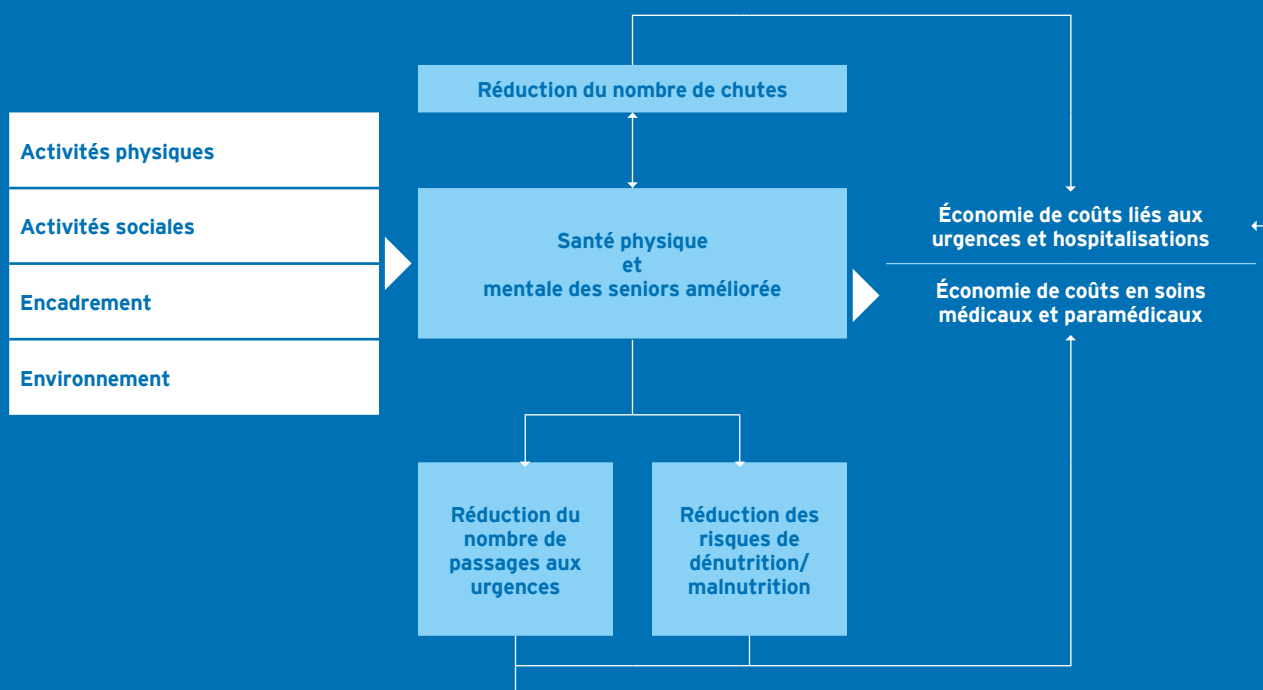 Réduction du nombre de chutes
Activités physiques
Activités sociales
Encadrement
Environnement
Santé physique
et
mentale des seniors améliorée
Économie de coûts liés aux
urgences et hospitalisations
Économie de coûts en soins
médicaux et paramédicaux
Réduction du
nombre de
passages aux
urgences
Réduction des
risques de
dénutrition/
malnutrition